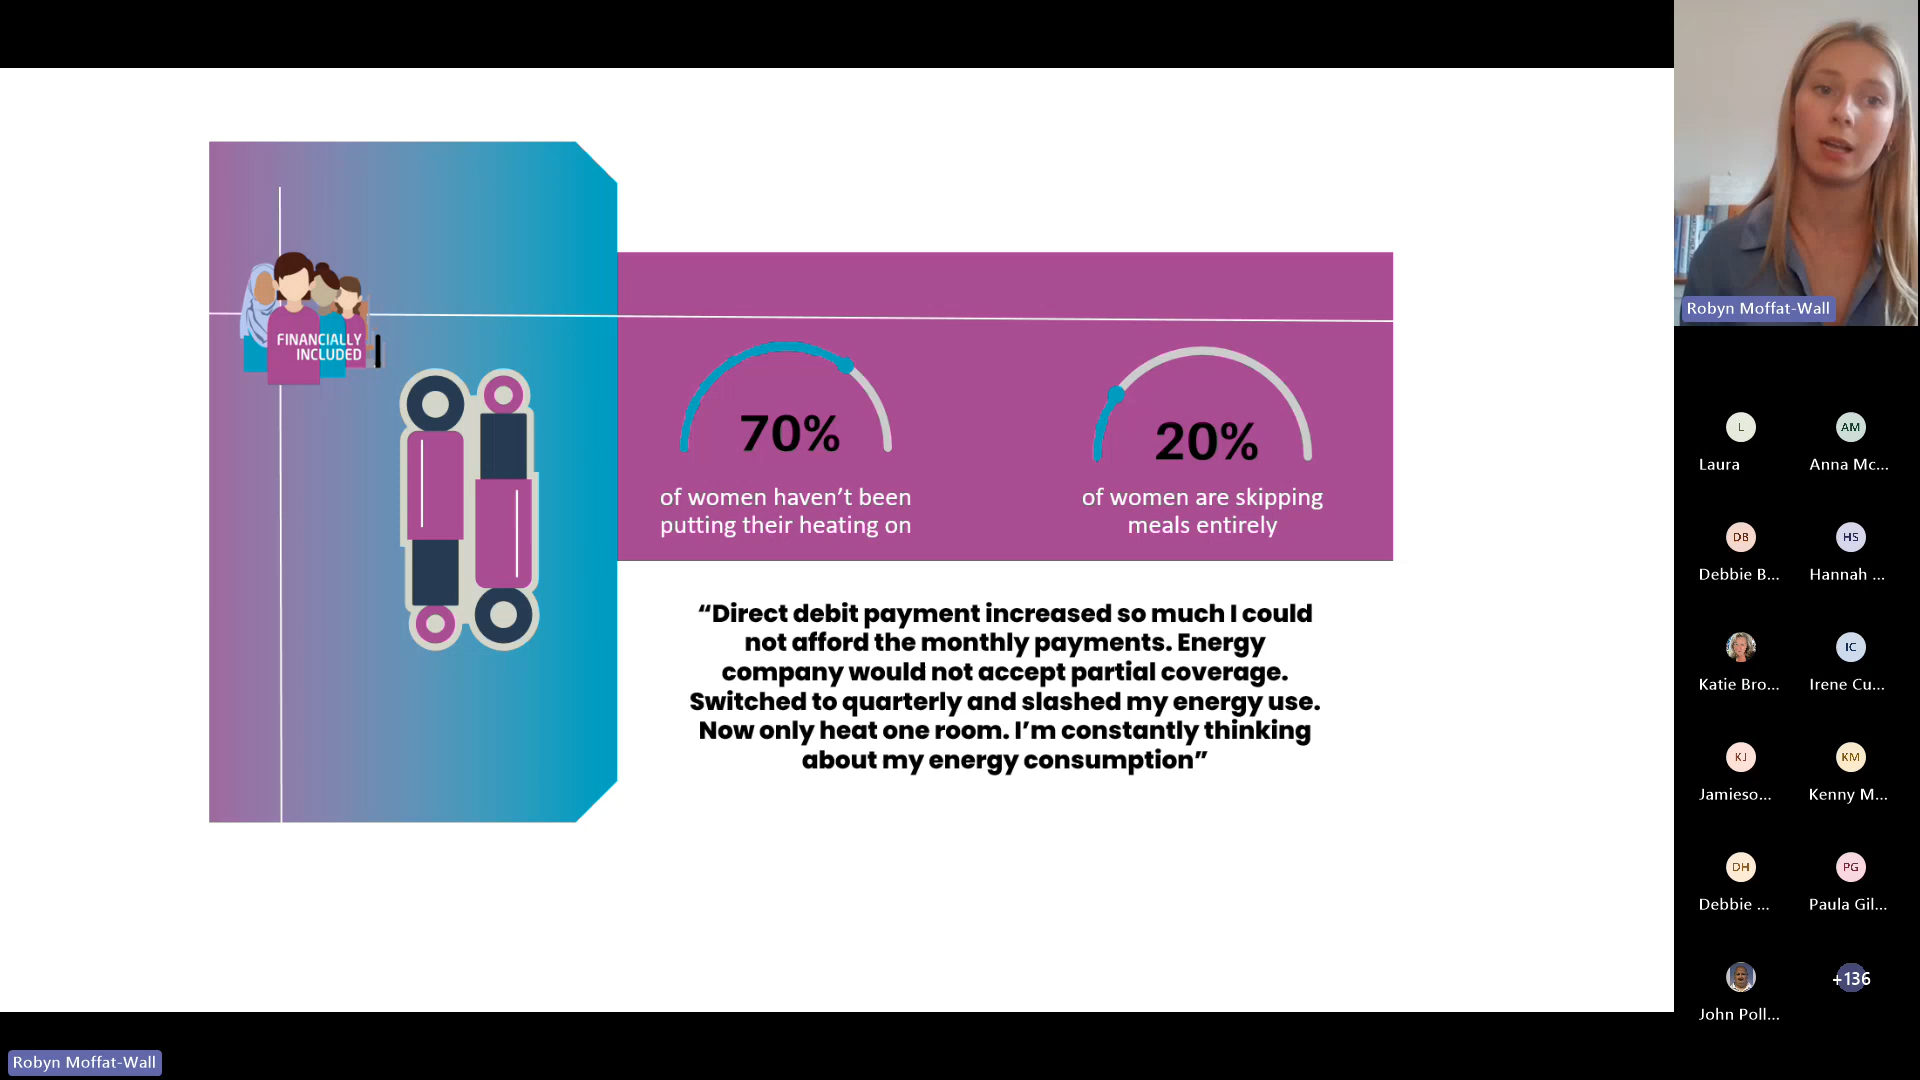 FINANCIALLY
INCLUDED
70%
of women haven’t been
putting their heating on
20%
of women are skipping
meals entirely
“Direct debit payment increased so much I could
not afford the monthly payments. Energy
company would not accept partial coverage.
Switched to quarterly and slashed my energy use.
Now only heat one room. I’m constantly thinking
about my energy consumption”
Robyn Moffat-Wall
L
AM
Laura
Anna Mc...
DB
HS
Debbie B...
Hannah ...
IC
Katie Bro...
Irene Cu...
KJ
KM
Jamieso...
Kenny M...
DH
PG
Debbie ...
Paula Gil...
+136
John Poll...
Robyn Moffat-Wall